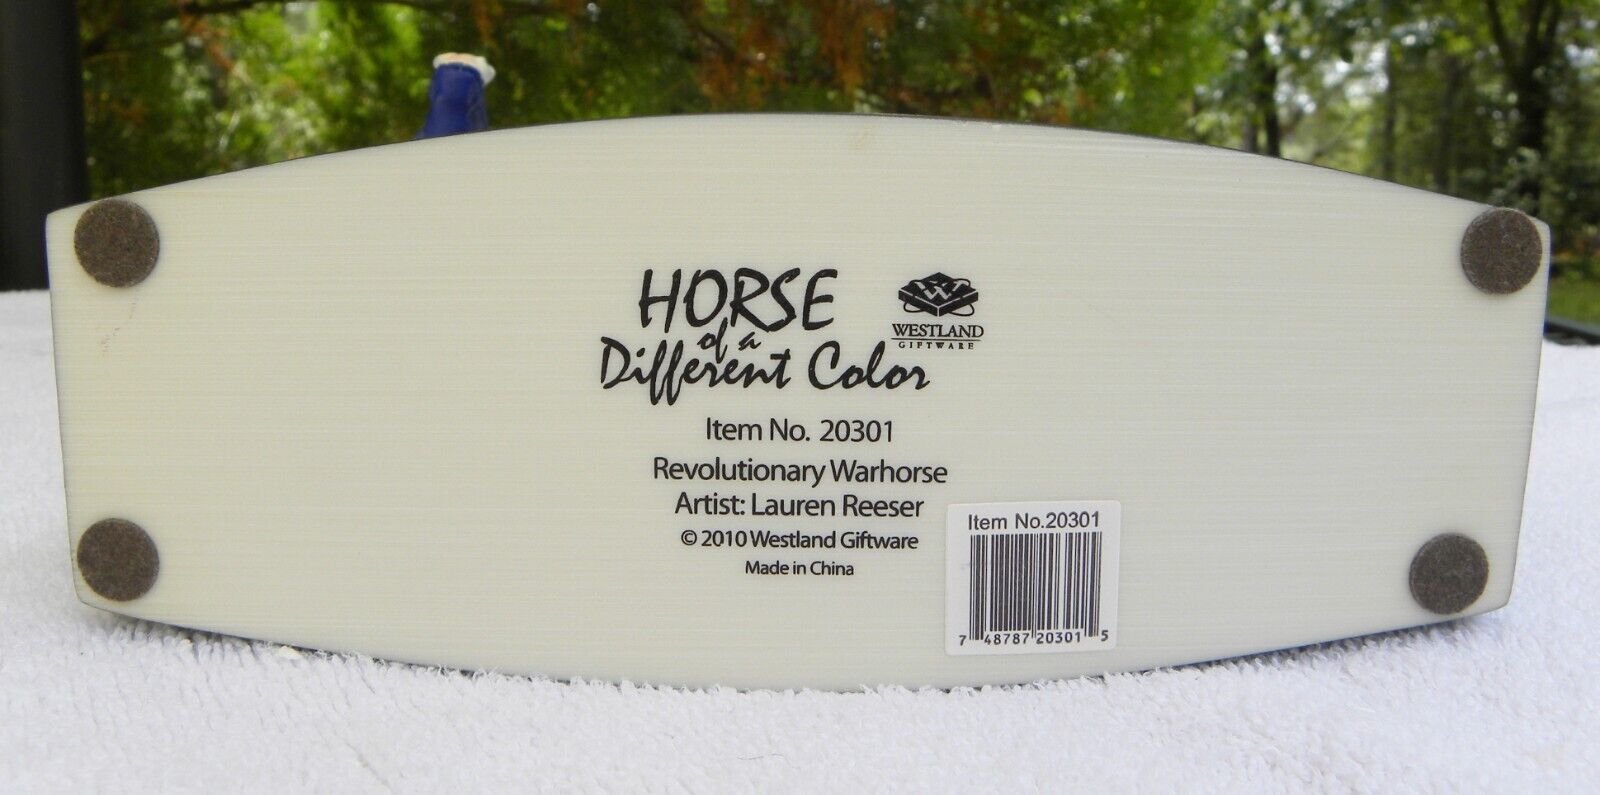 HORSE
of a
Different Color
WESTLAND
GIFTWARE
Item No. 20301
Revolutionary Warhorse
Artist: Lauren Reeser
© 2010 Westland Giftware
Made in China
Item No.20301
7 48787 20301 5